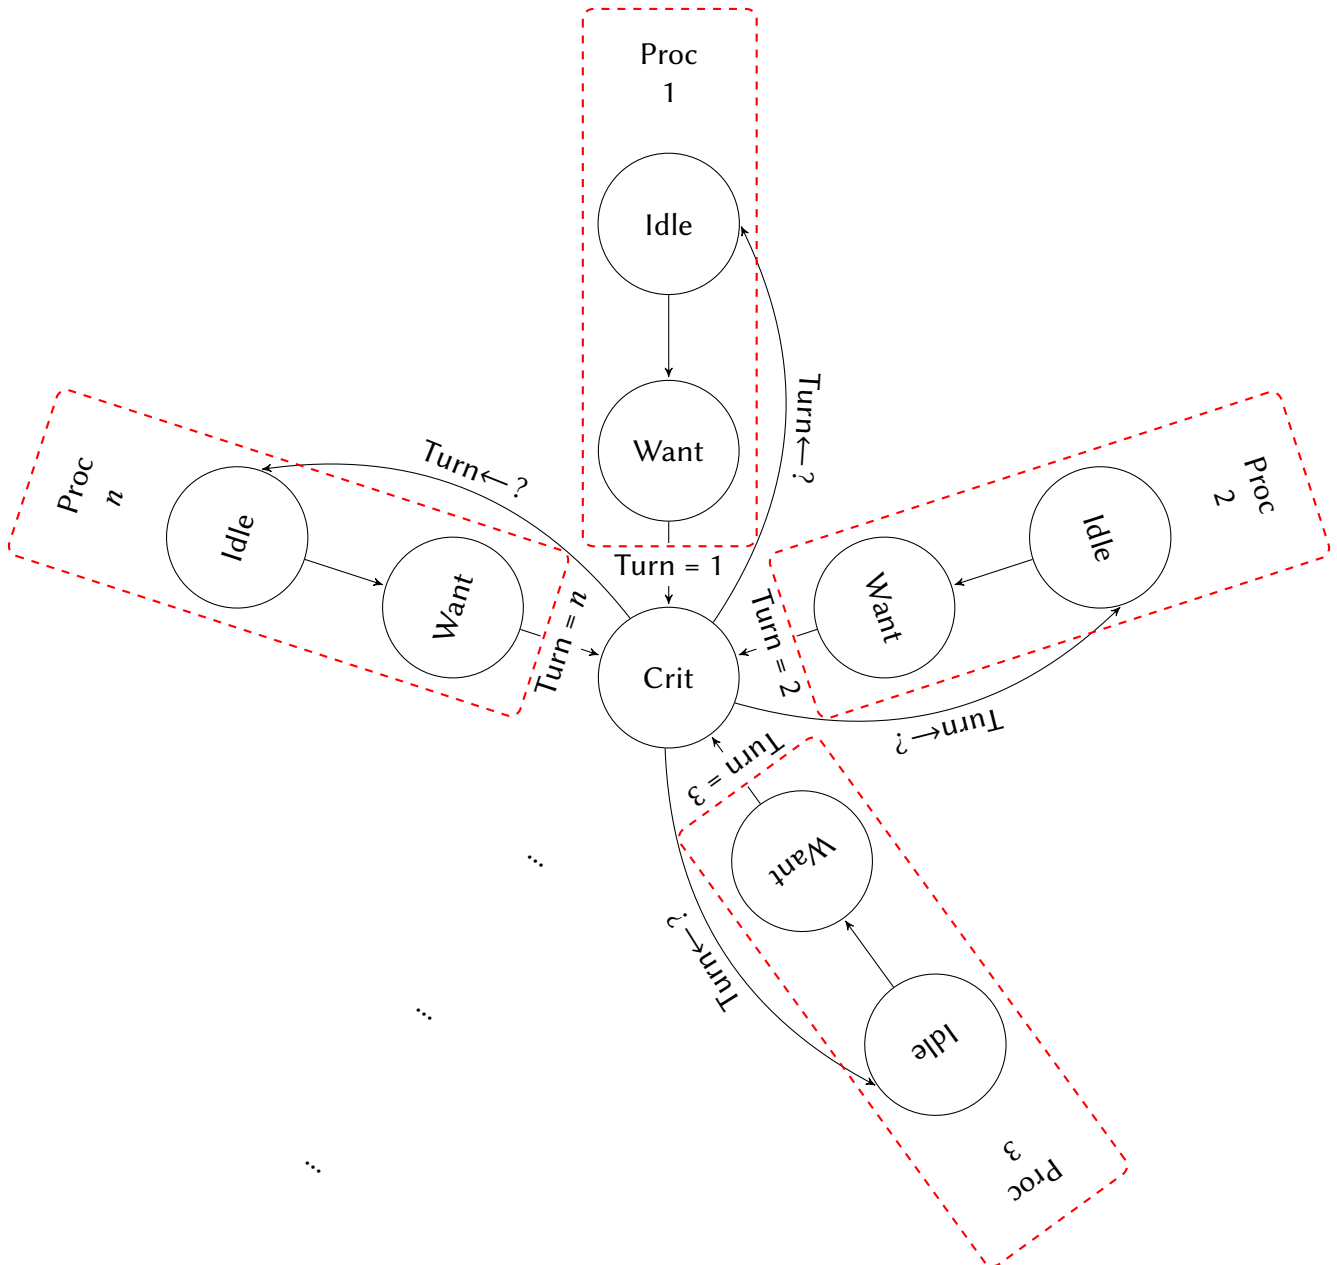 Proc
1
Idle
Want
Turn = 1
Turn←?
Proc
2
Idle
Want
Turn = 2
Turn←?
Proc
3
Idle
Want
Turn = 3
Turn←?
Proc
n
Idle
Want
Turn = n
Turn← ?
Crit
...
...
...